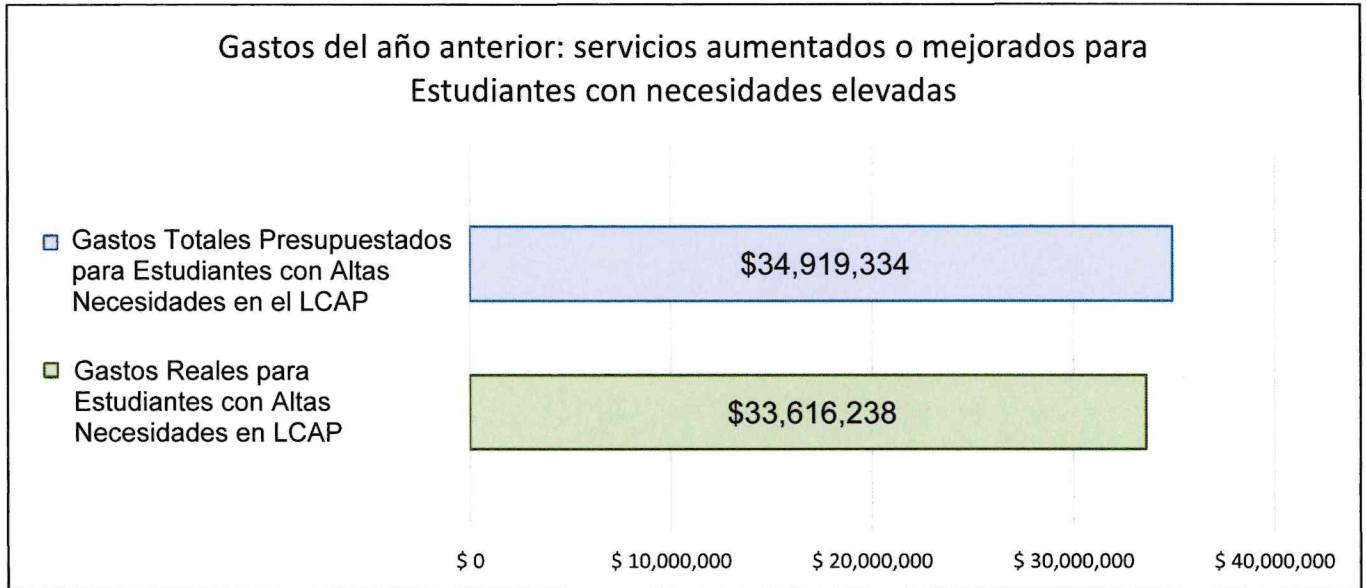 Gastos del año anterior: servicios aumentados o mejorados para
Estudiantes con necesidades elevadas
Gastos Totales Presupuestados
para Estudiantes con Altas
Necesidades en el LCAP
$34,919,334
Gastos Reales para
Estudiantes con Altas
Necesidades en LCAP
$33,616,238
$ 0 $ 10,000,000 $ 20,000,000 $ 30,000,000 $ 40,000,000